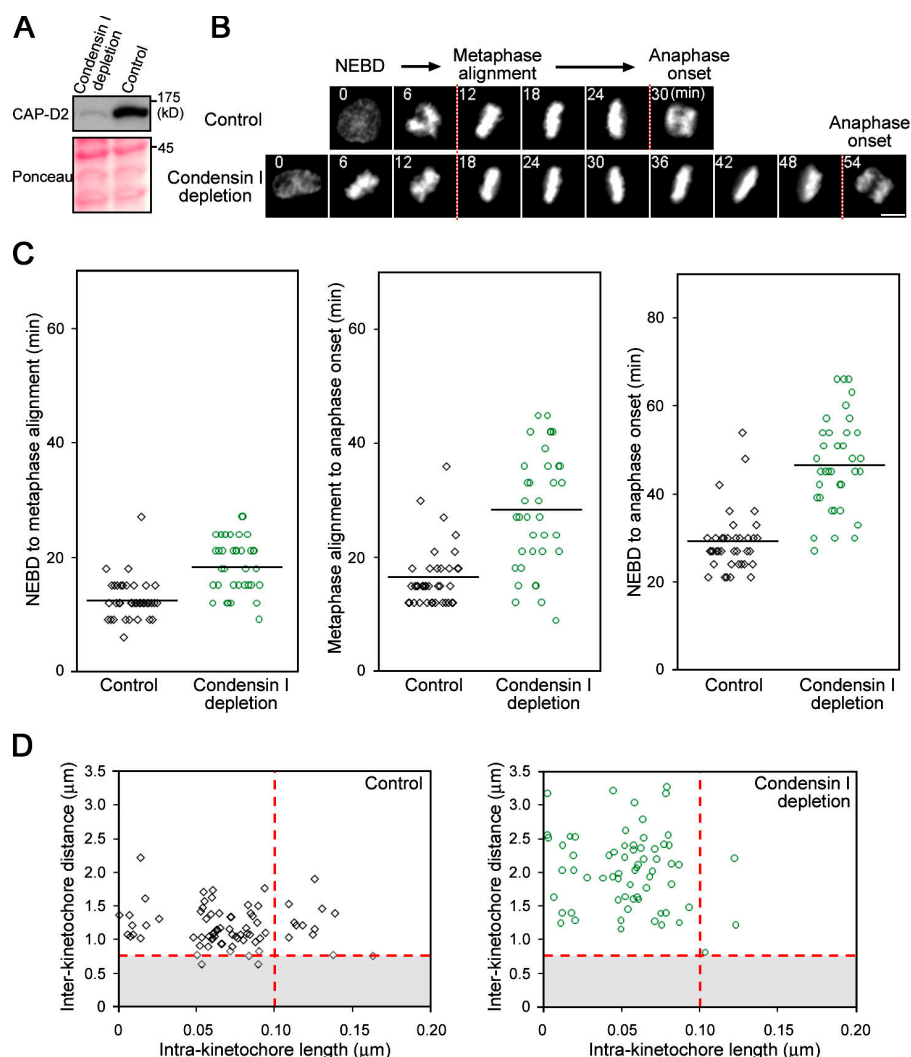 A
Condensin I
depletion
Control
CAP-D2
175
(kD)
45
Ponceau
B
NEBD
Metaphase
alignment
Anaphase
onset
Control
0
6
12
18
24
30(min)
Anaphase
onset
Condensin I
depletion
0
6
12
18
24
30
36
42
48
54
C
NEBD to metaphase alignment (min)
60
40
20
0
Control
Condensin I
depletion
Metaphase alignment to anaphase onset (min)
60
40
20
0
Control
Condensin I
depletion
NEBD to anaphase onset (min)
80
60
40
20
0
Control
Condensin I
depletion
D
Inter-kinetochore distance (µm)
3.5
3.0
2.5
2.0
1.5
1.0
0.5
0
Control
0
0.05
0.10
0.15
0.20
Intra-kinetochore length (µm)
Inter-kinetochore distance (µm)
3.5
3.0
2.5
2.0
1.5
1.0
0.5
0
Condensin I
depletion
0
0.05
0.10
0.15
0.20
Intra-kinetochore length (µm)